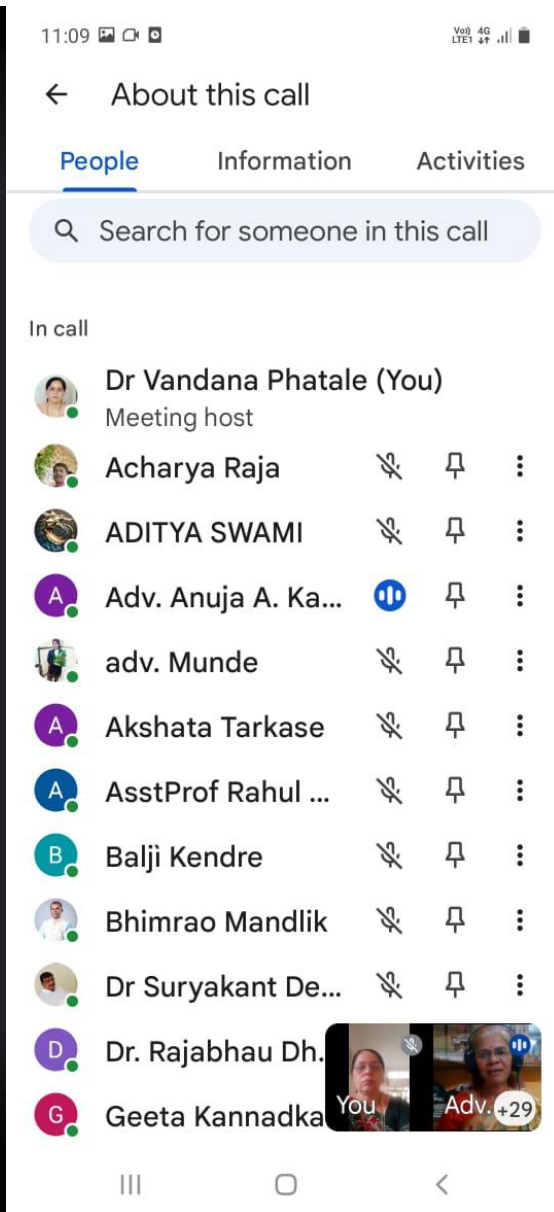 11:09 Vo)) 4G LTE1
About this call
People Information Activities
Search for someone in this call
In call
Dr Vandana Phatale (You)
Meeting host
Acharya Raja
ADITYA SWAMI
A Adv. Anuja A. Ka...
adv. Munde
A Akshata Tarkase
A AsstProf Rahul ...
B Balji Kendre
Bhimrao Mandlik
Dr Suryakant De...
D Dr. Rajabhau Dh.
G Geeta Kannadka
You Adv. +29